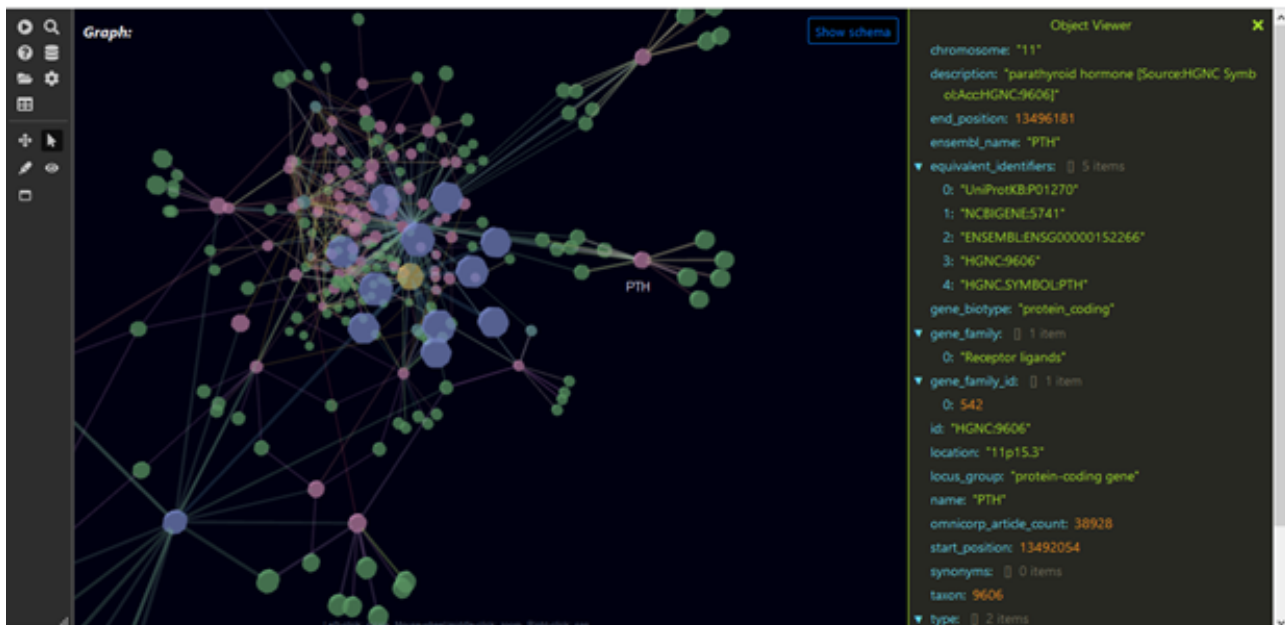 Graph:
Show schema
PTH
Object Viewer
chromosome: "11"
description: "parathyroid hormone [Source:HGNC Symb
ol;Acc:HGNC:9606]"
end_position: 13496181
ensembl_name: "PTH"
equivalent_identifiers: [] 5 items
0: "UniProtKB:P01270"
1: "NCBIGENE:5741"
2: "ENSEMBL:ENSG00000152266"
3: "HGNC:9606"
4: "HGNC.SYMBOL:PTH"
gene_biotype: "protein_coding"
gene_family: [] 1 item
0: "Receptor ligands"
gene_family_id: [] 1 item
0: 542
id: "HGNC:9606"
location: "11p15.3"
locus_group: "protein-coding gene"
name: "PTH"
omnicorp_article_count: 38928
start_position: 13492054
synonyms: [] 0 items
taxon: 9606
type: [] 2 items